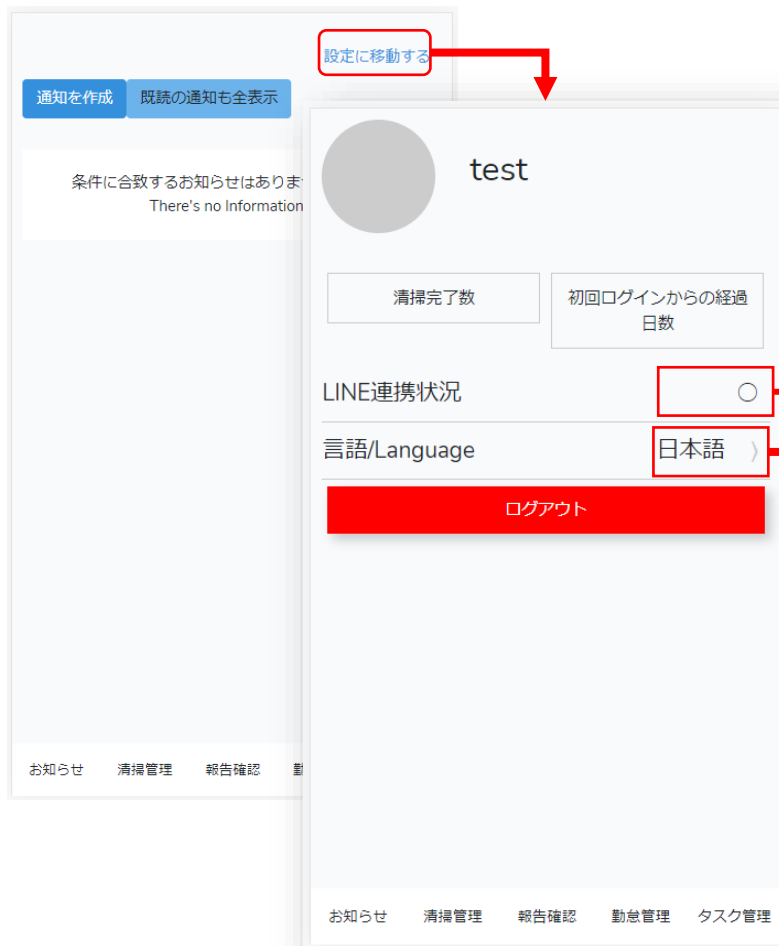 設定に移動する
通知を作成
既読の通知も全表示
条件に合致するお知らせはありま
There's no Information
お知らせ
清掃管理
報告確認
test
清掃完了数
初回ログインからの経過
日数
LINE連携状況
○
言語/Language
日本語 〉
ログアウト
お知らせ
清掃管理
報告確認
勤怠管理
タスク管理